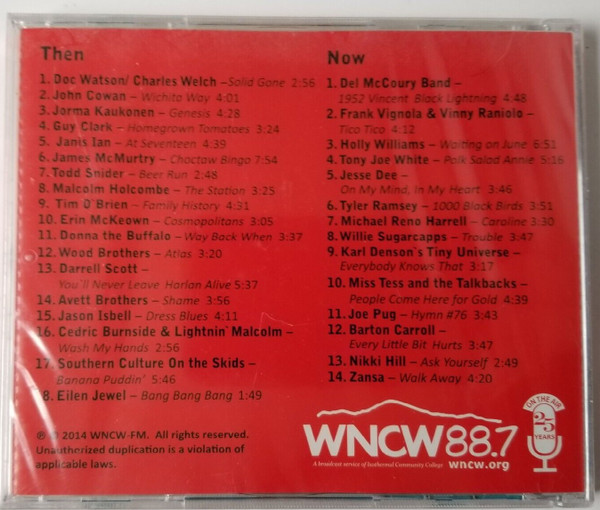 Then
1. Doc Watson/ Charles Welch –Solid Gone 2:56
2. John Cowan – Wichita Way 4:01
3. Jorma Kaukonen – Genesis 4:28
4. Guy Clark – Homegrown Tomatoes 3:24
5. Janis Ian – At Seventeen 4:39
6. James McMurtry – Choctaw Bingo 7:54
7. Todd Snider – Beer Run 2:48
8. Malcolm Holcombe – The Station 3:25
9. Tim O'Brien – Family History 4:31
10. Erin McKeown – Cosmopolitans 3:05
11. Donna the Buffalo – Way Back When 3:37
12. Wood Brothers – Atlas 3:20
13. Darrell Scott –
You'll Never Leave Harlan Alive 5:37
14. Avett Brothers – Shame 3:56
15. Jason Isbell – Dress Blues 4:11
16. Cedric Burnside & Lightnin' Malcolm –
Wash My Hands 2:56
17. Southern Culture On the Skids –
Banana Puddin' 5:46
8. Eilen Jewel – Bang Bang Bang 1:49
℗ © 2014 WNCW-FM. All rights reserved.
Unauthorized duplication is a violation of
applicable laws.
Now
1. Del McCoury Band –
1952 Vincent Black Lightning 4:48
2. Frank Vignola & Vinny Raniolo –
Tico Tico 4:12
3. Holly Williams – Waiting on June 6:51
4. Tony Joe White – Polk Salad Annie 5:16
5. Jesse Dee –
On My Mind, In My Heart 3:46
6. Tyler Ramsey – 1000 Black Birds 3:51
7. Michael Reno Harrell – Caroline 3:30
8. Willie Sugarcapps – Trouble 3:47
9. Karl Denson's Tiny Universe –
Everybody Knows That 3:17
10. Miss Tess and the Talkbacks –
People Come Here for Gold 4:39
11. Joe Pug – Hymn #76 3:43
12. Barton Carroll –
Every Little Bit Hurts 3:47
13. Nikki Hill – Ask Yourself 2:49
14. Zansa – Walk Away 4:20
WNCW 88.7
A broadcast service of Isothermal Community College
wncw.org
ON THE AIR
25
YEARS